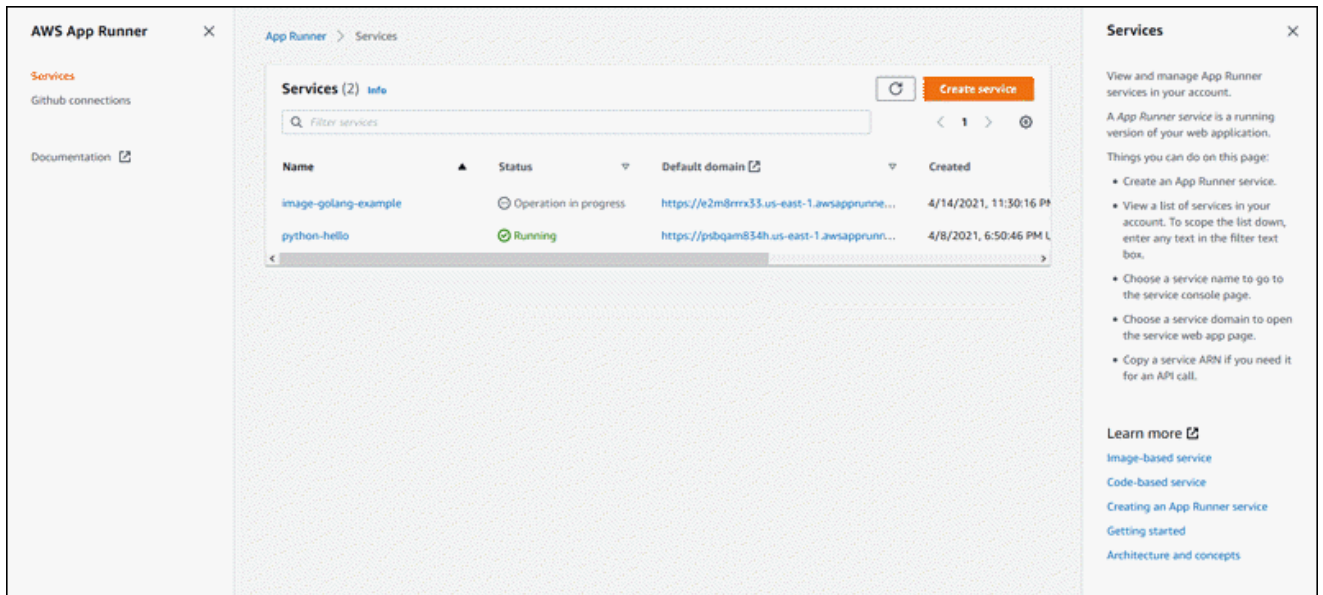 AWS App Runner
Services
Github connections
Documentation
App Runner > Services
Services (2) Info
Create service
Filter services
< 1 >
Name Status Default domain Created
image-golang-example Operation in progress https://e2m8rrrx33.us-east-1.awsapprunne... 4/14/2021, 11:30:16 PM
python-hello Running https://psbqam834h.us-east-1.awsapprunn... 4/8/2021, 6:50:46 PM U
Services
View and manage App Runner
services in your account.
A App Runner service is a running
version of your web application.
Things you can do on this page:
• Create an App Runner service.
• View a list of services in your
account. To scope the list down,
enter any text in the filter text
box.
• Choose a service name to go to
the service console page.
• Choose a service domain to open
the service web app page.
• Copy a service ARN if you need it
for an API call.
Learn more
Image-based service
Code-based service
Creating an App Runner service
Getting started
Architecture and concepts